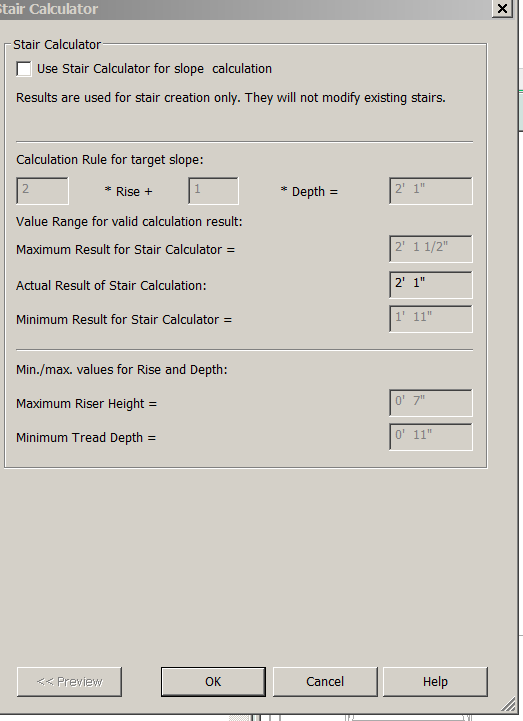 Stair Calculator
Stair Calculator
Use Stair Calculator for slope calculation
Results are used for stair creation only. They will not modify existing stairs.
Calculation Rule for target slope:
2 * Rise + 1 * Depth = 2' 1"
Value Range for valid calculation result:
Maximum Result for Stair Calculator = 2' 1 1/2"
Actual Result of Stair Calculation: 2' 1"
Minimum Result for Stair Calculator = 1' 11"
Min./max. values for Rise and Depth:
Maximum Riser Height = 0' 7"
Minimum Tread Depth = 0' 11"
<< Preview OK Cancel Help